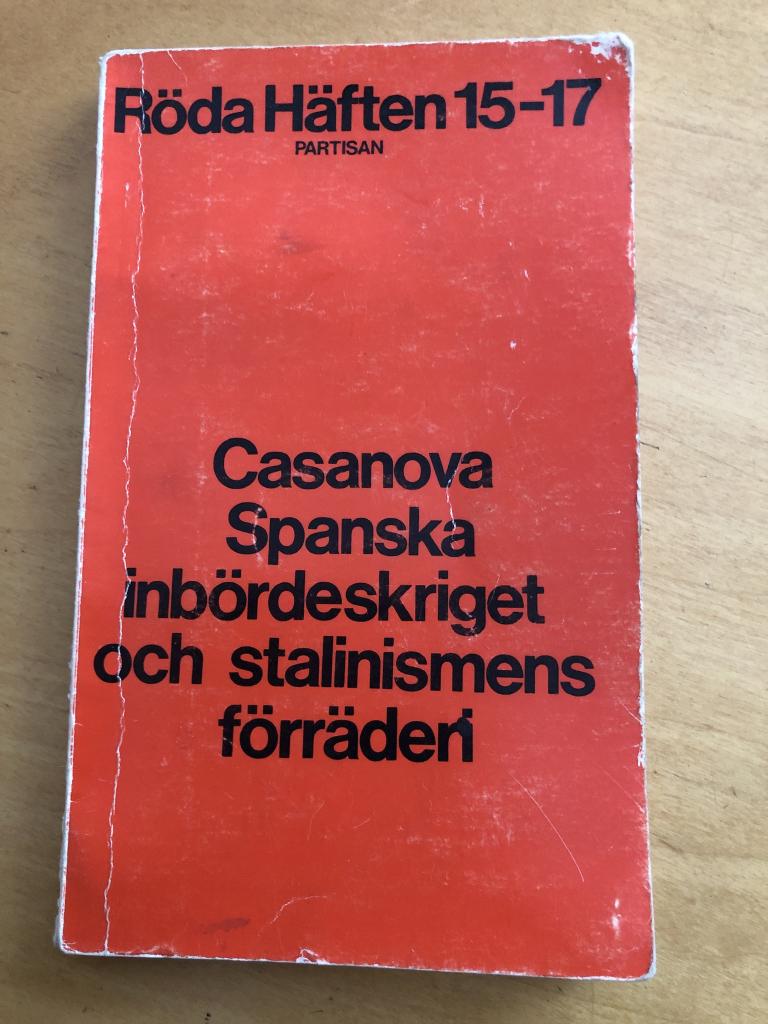 Röda Häften 15-17
PARTISAN
Casanova
Spanska
inbördeskriget
och stalinismens
förräderi